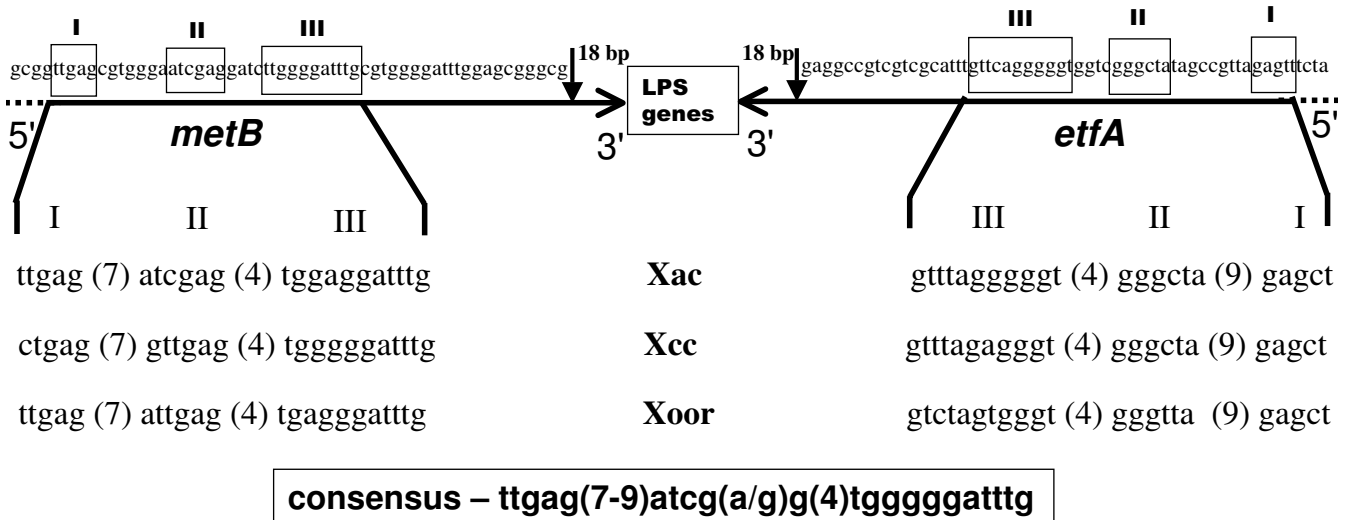 I II III III II I
18 bp 18 bp
gcggttgagcgtgggaatcgaggatcttggggatttgcgtggggatttggagcgggcg gaggccgtcgtcgcatttgttcagggggtggtcgggctatagccgttagagtttcta
LPS
genes
5' metB 3' 3' etfA 5'
I II III III II I
ttgag (7) atcgag (4) tggaggatttg Xac gtttagggggt (4) gggcta (9) gagct
ctgag (7) gttgag (4) tgggggatttg Xcc gtttagagggt (4) gggcta (9) gagct
ttgag (7) attgag (4) tgagggatttg Xoor gtctagtgggt (4) gggtta (9) gagct
consensus – ttgag(7-9)atcg(a/g)g(4)tgggggatttg